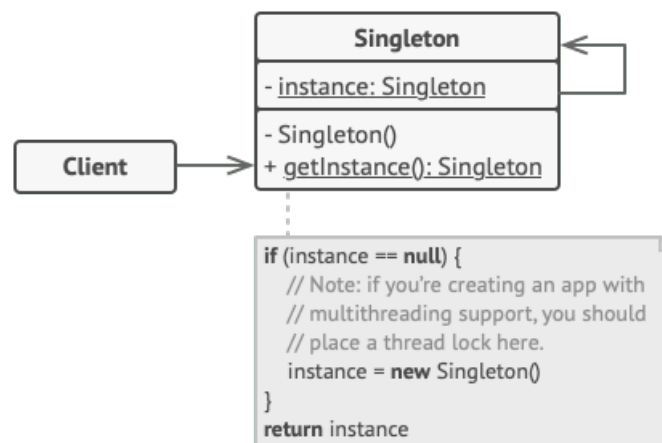 Singleton
- instance: Singleton
- Singleton()
+ getInstance(): Singleton
Client
if (instance == null) {
// Note: if you’re creating an app with
// multithreading support, you should
// place a thread lock here.
instance = new Singleton()
}
return instance